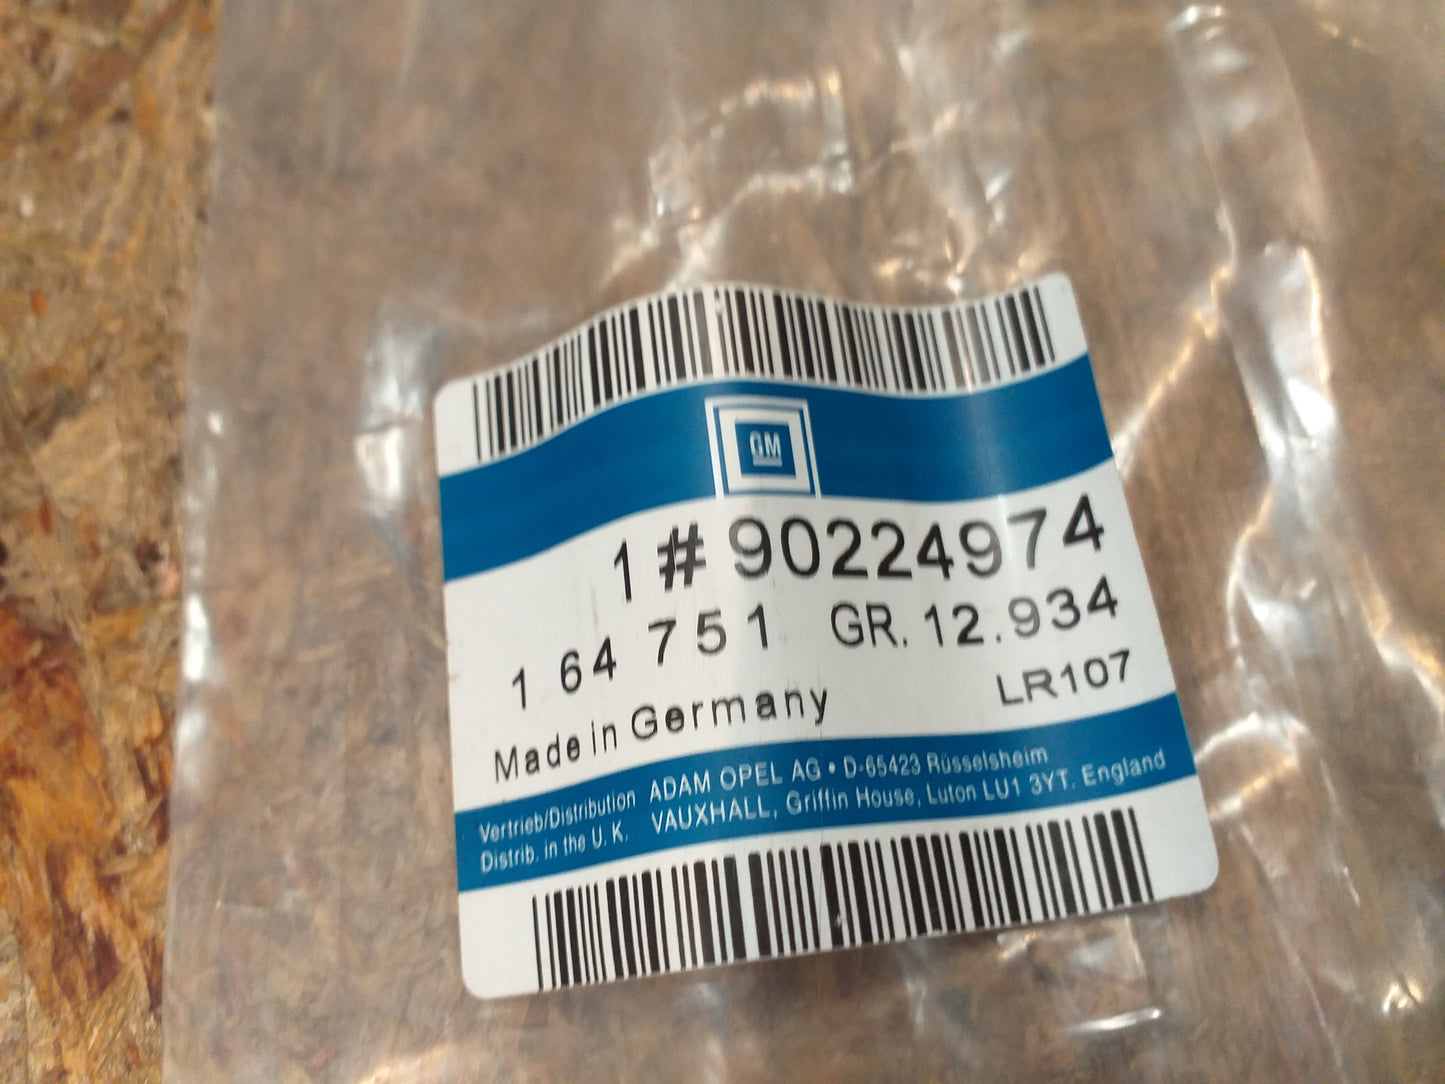 GM
1 # 90224974
1 64 751 GR. 12.934
Made in Germany LR107
Vertrieb/Distribution ADAM OPEL AG • D-65423 Rüsselsheim
Distrib. in the U. K. VAUXHALL, Griffin House, Luton LU1 3YT, England